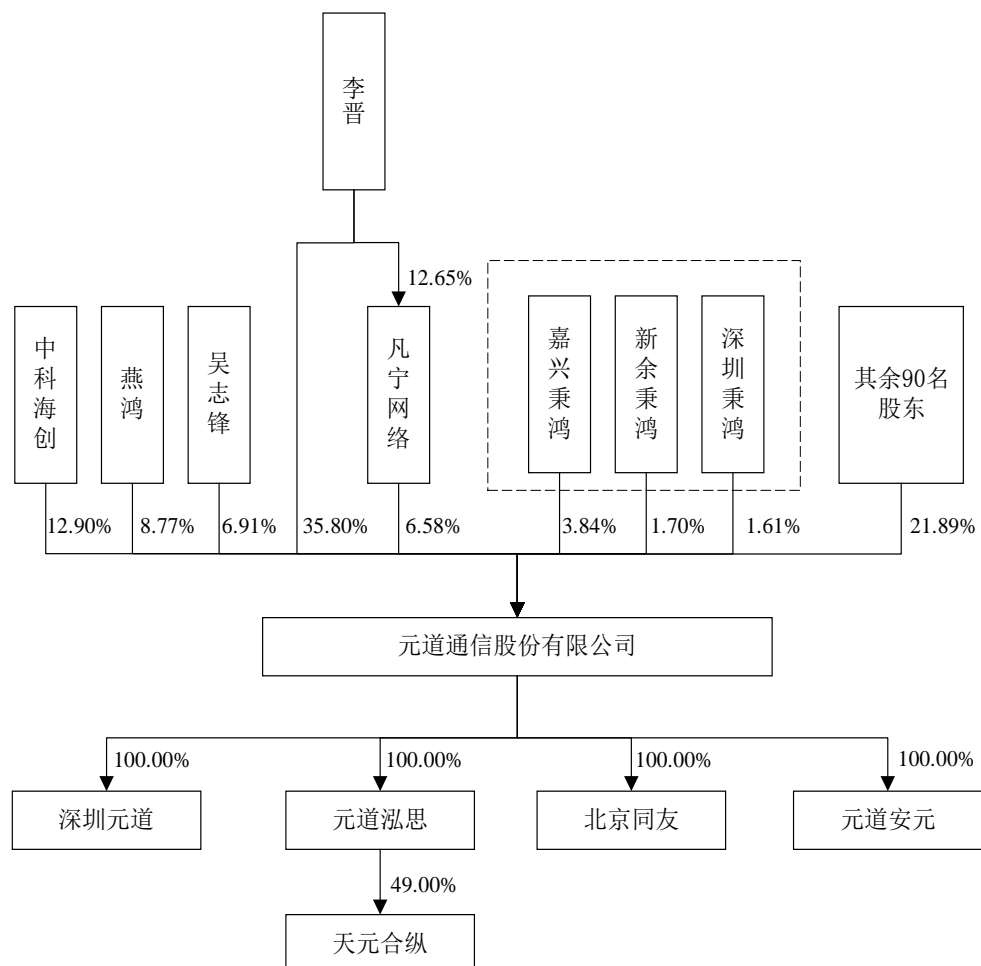 李晋
12.65%
中科海创
燕鸿
吴志锋
凡宁网络
嘉兴秉鸿
新余秉鸿
深圳秉鸿
其余90名
股东
12.90%
8.77%
6.91%
35.80%
6.58%
3.84%
1.70%
1.61%
21.89%
元道通信股份有限公司
100.00%
100.00%
100.00%
100.00%
深圳元道
元道泓思
北京同友
元道安元
49.00%
天元合纵